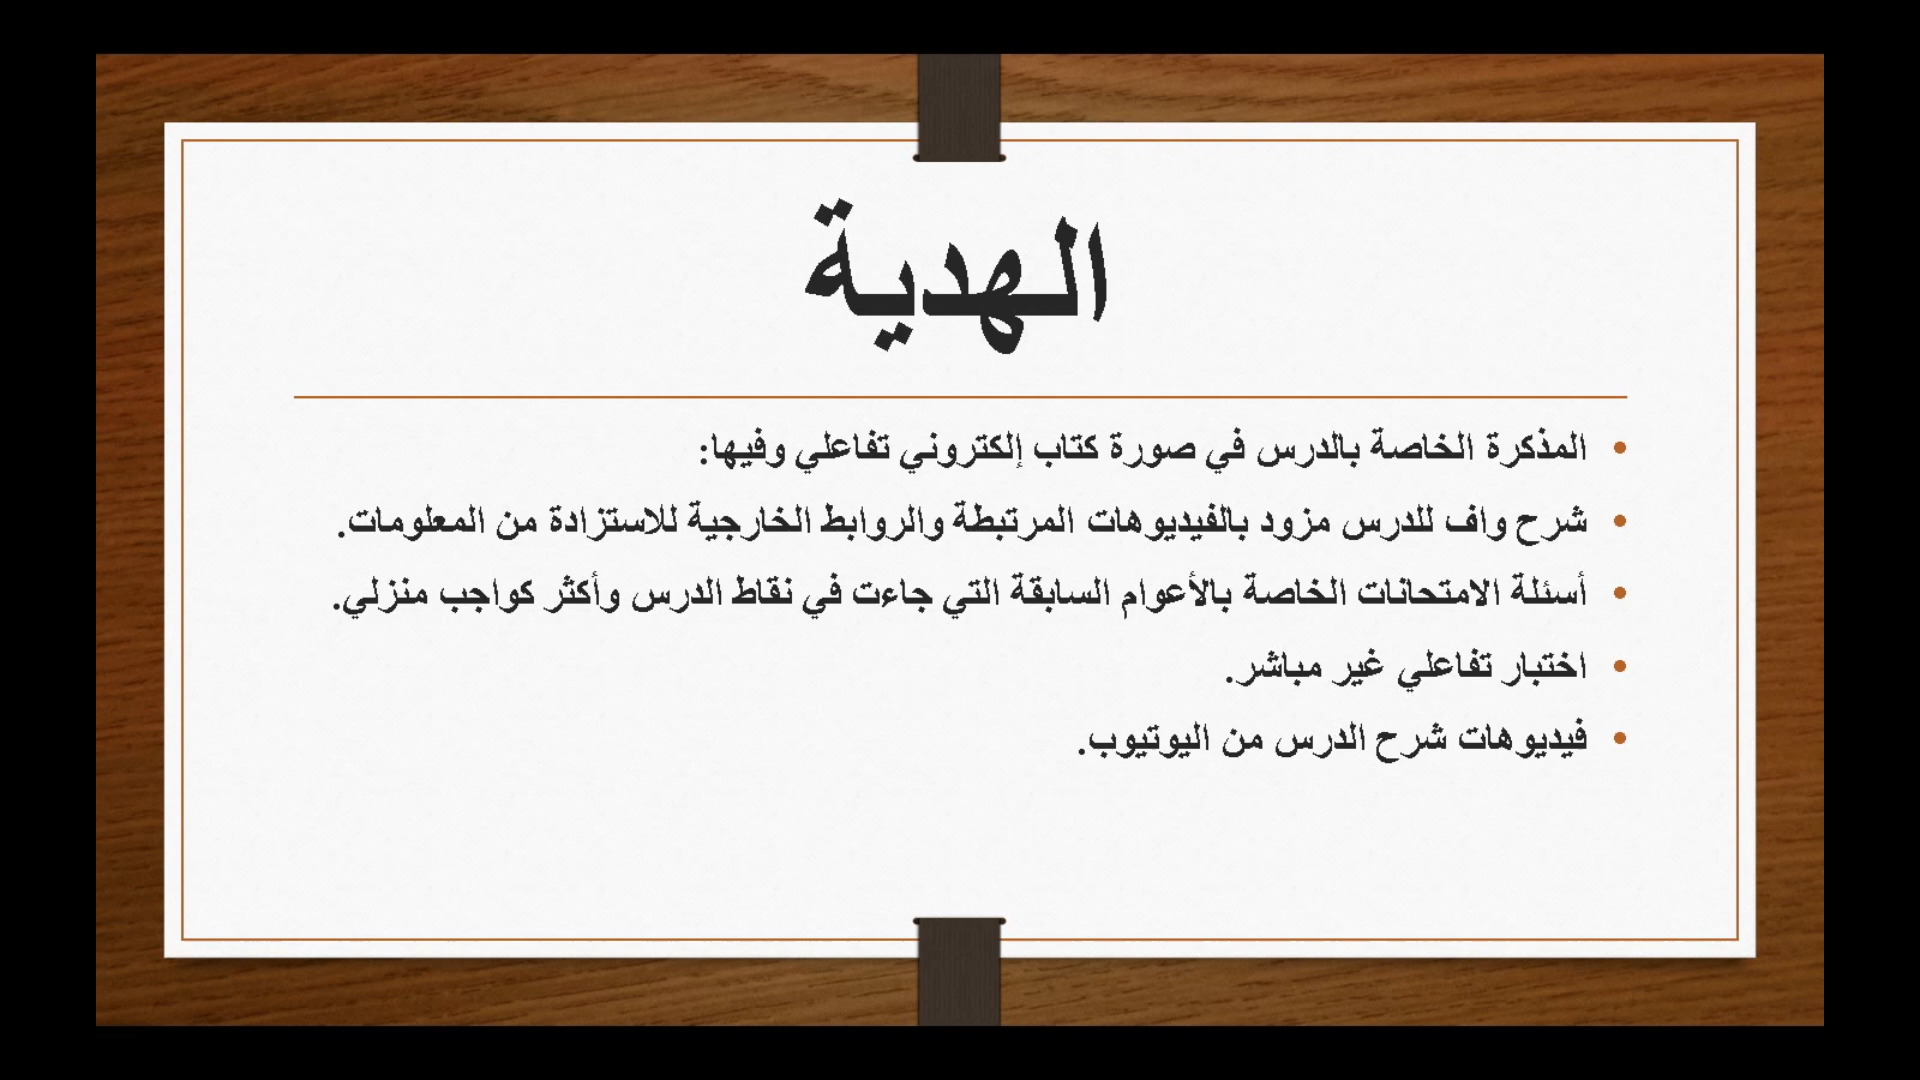 الهدية
• المذكرة الخاصة بالدرس في صورة كتاب إلكتروني تفاعلي وفيها:
• شرح واف للدرس مزود بالفيديوهات المرتبطة والروابط الخارجية للاستزادة من المعلومات.
• أسئلة الامتحانات الخاصة بالأعوام السابقة التي جاءت في نقاط الدرس وأكثر كواجب منزلي.
• اختبار تفاعلي غير مباشر.
• فيديوهات شرح الدرس من اليوتيوب.